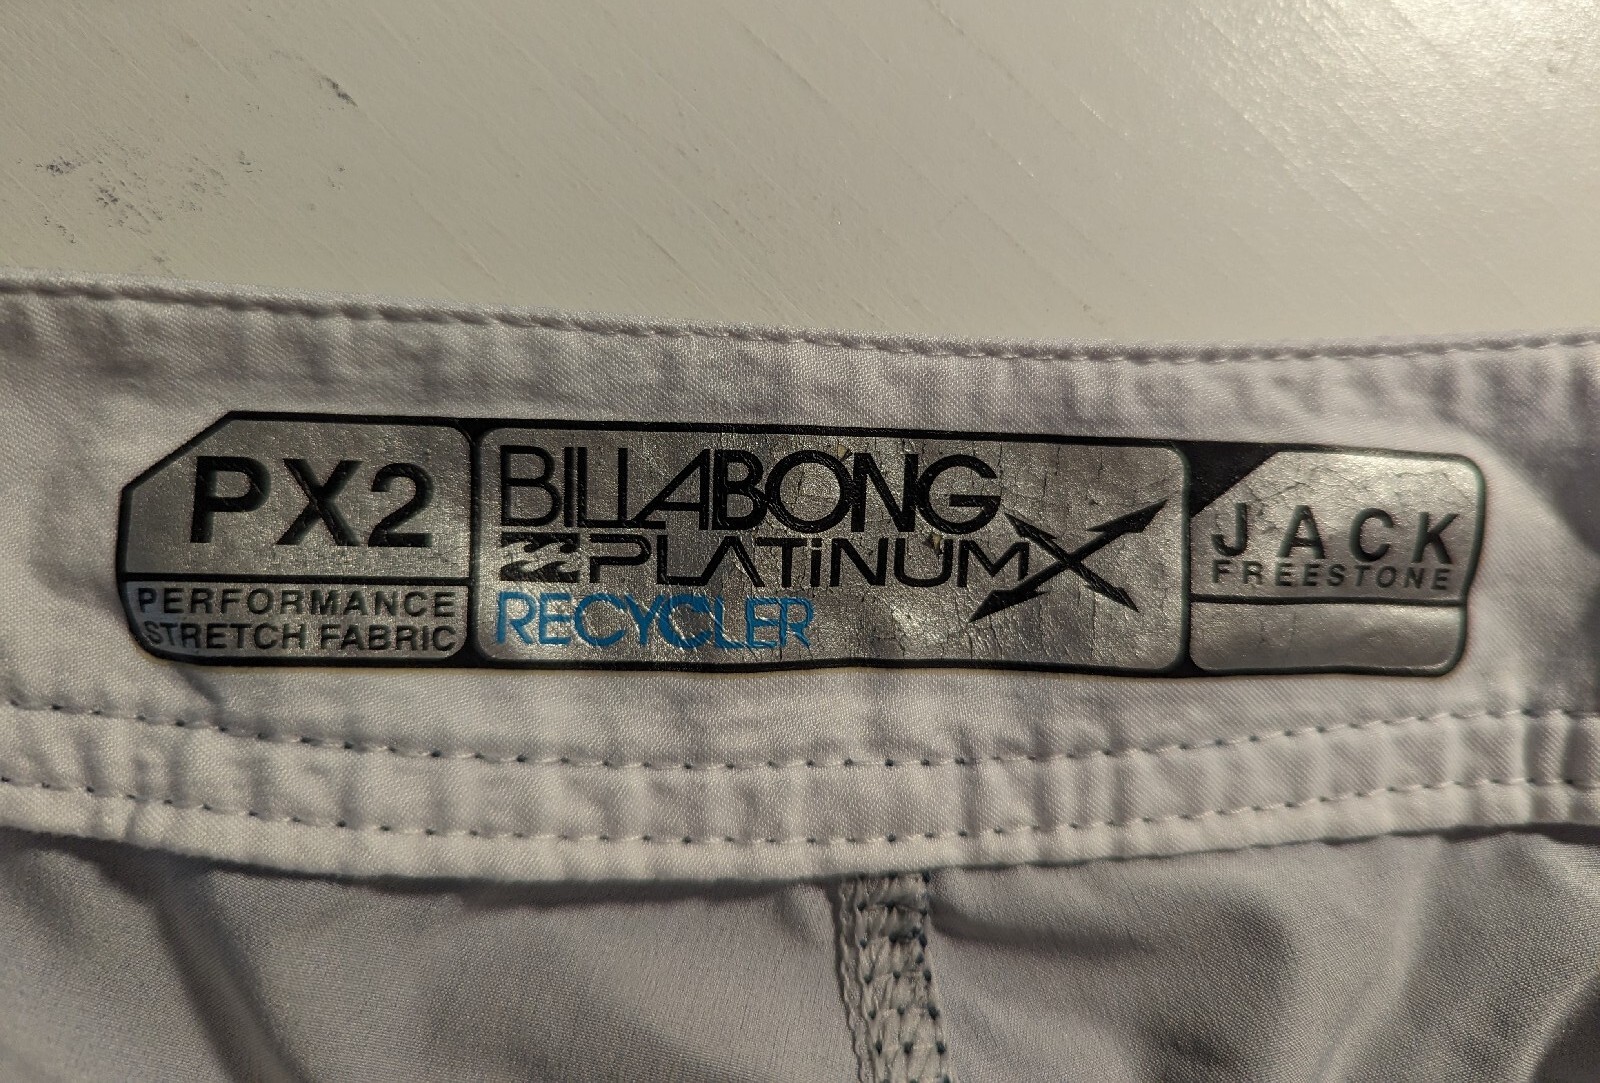 PX2
PERFORMANCE
STRETCH FABRIC
BILLABONG
PLATiNUM X
RECYCLER
JACK
FREESTONE